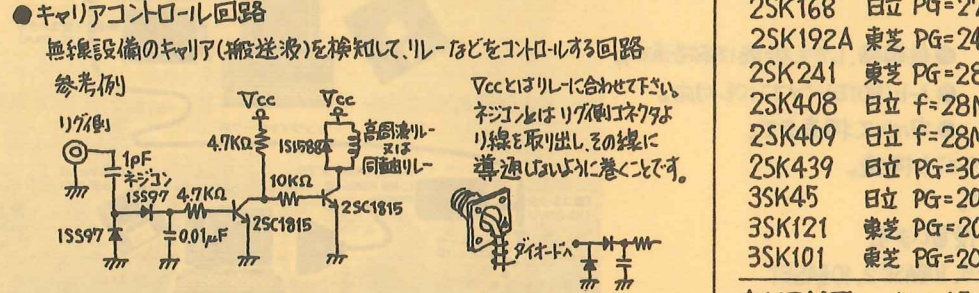 ●キャリアコントロール回路
無線設備のキャリア(搬送波)を検知して、リレーなどをコントロールする回路
参考例
リグ側
1pF
ネジコン
1SS97
1SS97
4.7KΩ
0.01μF
Vcc
4.7KΩ
10KΩ
2SC1815
Vcc
1S1588
高周波リレー
又は
同軸リレー
2SC1815
Vccとはリレーに合わせて下さい。
ネジコンとはリグ側コネクタよ
り線を取り出し、その線に
導通しないように巻くことです。
ダイオードへ
2SK168 日立 PG=27
2SK192A 東芝 PG=24
2SK241 東芝 PG=28
2SK408 日立 f=28M
2SK409 日立 f=28M
2SK439 日立 PG=30
3SK45 日立 PG=20
3SK121 東芝 PG=20
3SK101 東芝 PG=20